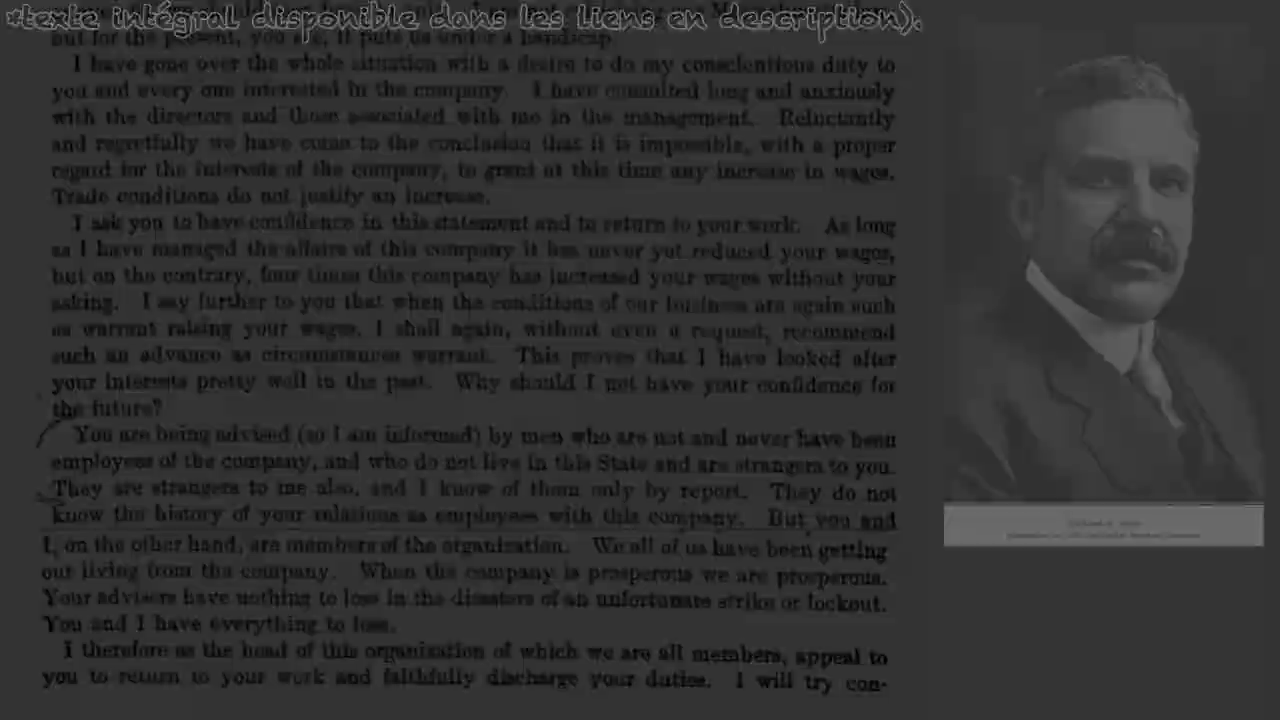 *texte intégral disponible dans les liens en description).
but for the present, you see, it puts us under a handicap.
I have gone over the whole situation with a desire to do my conscientious duty to
you and every one interested in the company. I have consulted long and anxiously
with the directors and those associated with me in the management. Reluctantly
and regretfully we have come to the conclusion that it is impossible, with a proper
regard for the interests of the company, to grant at this time any increase in wages.
Trade conditions do not justify an increase.
I ask you to have confidence in this statement and to return to your work. As long
as I have managed the affairs of this company it has never yet reduced your wages,
but on the contrary, four times this company has increased your wages without your
asking. I say further to you that when the conditions of our business are again such
as warrant raising your wages, I shall again, without even a request, recommend
such an advance as circumstances warrant. This proves that I have looked after
your interests pretty well in the past. Why should I not have your confidence for
the future?
You are being advised (so I am informed) by men who are not and never have been
employees of the company, and who do not live in this State and are strangers to you.
They are strangers to me also, and I know of them only by report. They do not
know the history of your relations as employees with this company. But you and
I, on the other hand, are members of the organization. We all of us have been getting
our living from the company. When the company is prosperous we are prosperous.
Your advisers have nothing to lose in the disasters of an unfortunate strike or lockout.
You and I have everything to lose.
I therefore as the head of this organization of which we are all members, appeal to
you to return to your work and faithfully discharge your duties. I will try con-